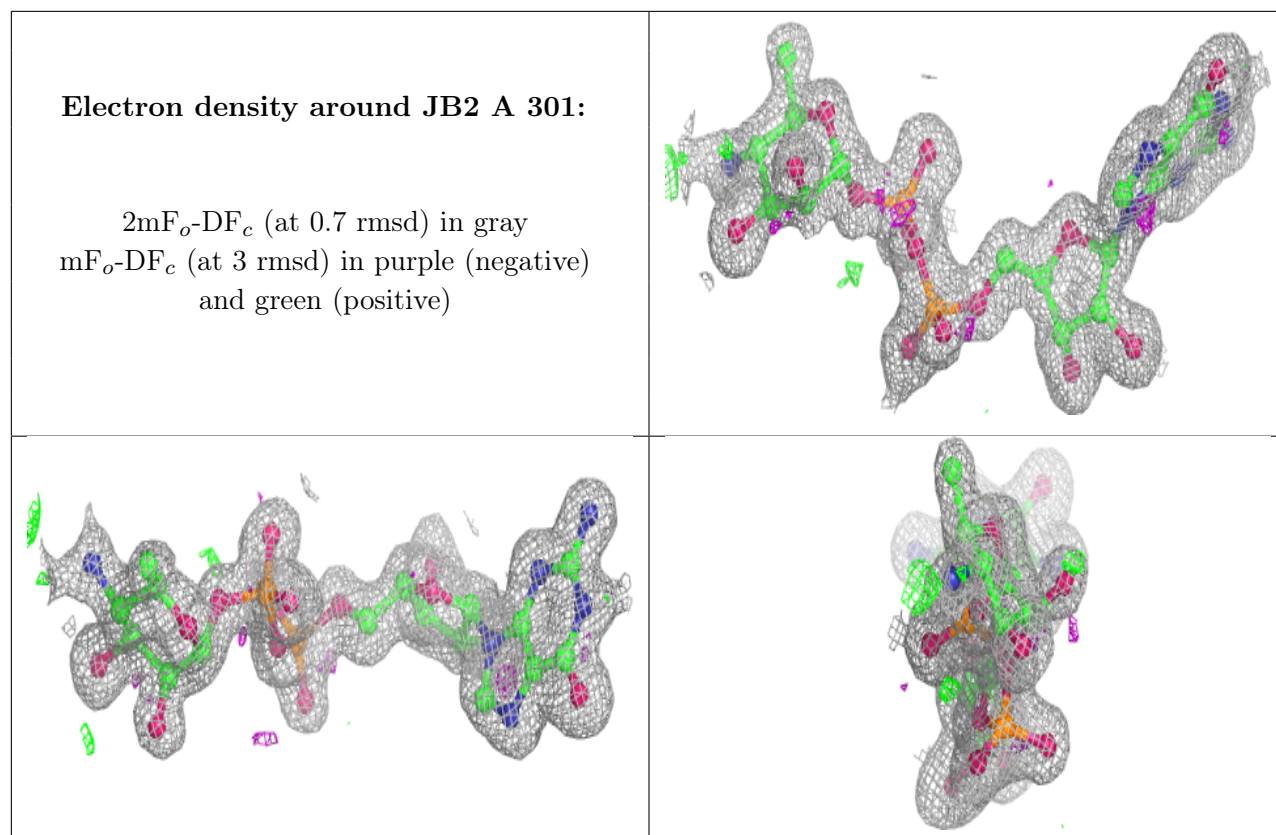 Electron density around JB2 A 301:
2mFo-DFc (at 0.7 rmsd) in gray
mFo-DFc (at 3 rmsd) in purple (negative)
and green (positive)